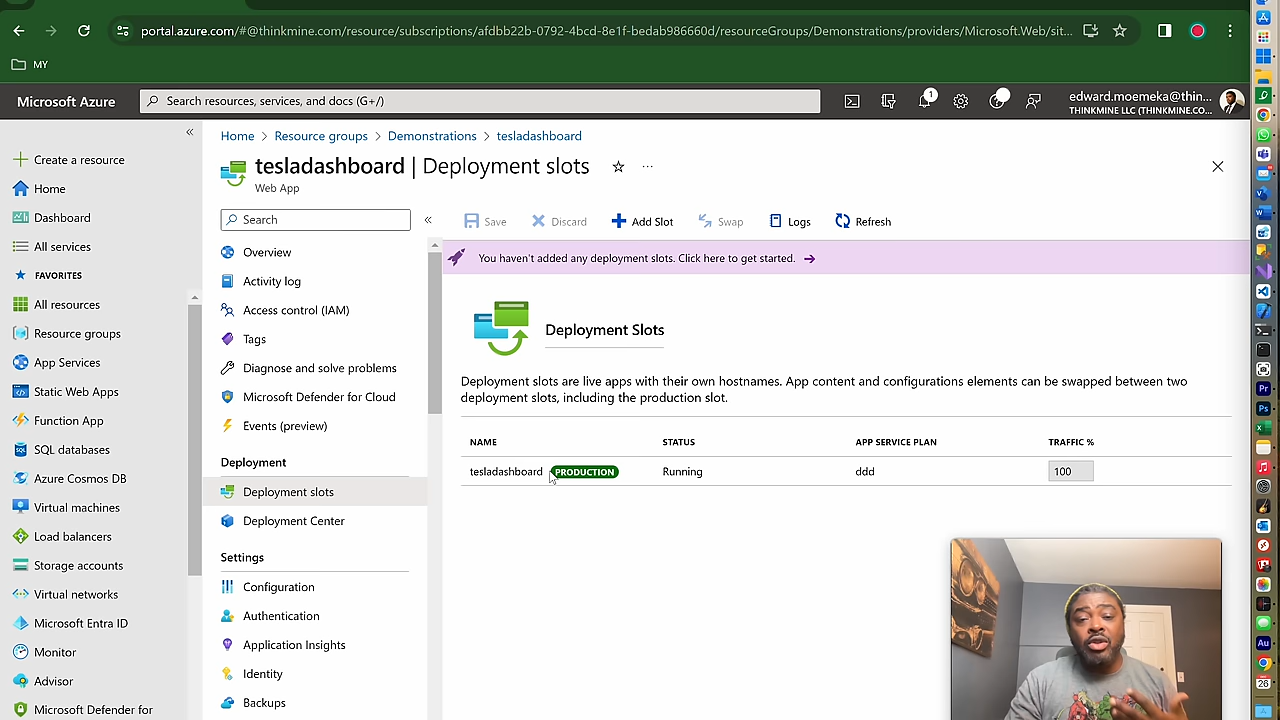 portal.azure.com/#@thinkmine.com/resource/subscriptions/afdbb22b-0792-4bcd-8e1f-bedab986660d/resourceGroups/Demonstrations/providers/Microsoft.Web/sit...
MY
Microsoft Azure
Search resources, services, and docs (G+/)
1
edward.moemeka@thin...
THINKMINE LLC (THINKMINE.CO...
Create a resource
Home
Dashboard
All services
FAVORITES
All resources
Resource groups
App Services
Static Web Apps
Function App
SQL databases
Azure Cosmos DB
Virtual machines
Load balancers
Storage accounts
Virtual networks
Microsoft Entra ID
Monitor
Advisor
Microsoft Defender for
Home > Resource groups > Demonstrations > tesladashboard
tesladashboard | Deployment slots
Web App
Search
Overview
Activity log
Access control (IAM)
Tags
Diagnose and solve problems
Microsoft Defender for Cloud
Events (preview)
Deployment
Deployment slots
Deployment Center
Settings
Configuration
Authentication
Application Insights
Identity
Backups
Save Discard Add Slot Swap Logs Refresh
You haven't added any deployment slots. Click here to get started.
Deployment Slots
Deployment slots are live apps with their own hostnames. App content and configurations elements can be swapped between two
deployment slots, including the production slot.
NAME STATUS APP SERVICE PLAN TRAFFIC %
tesladashboard PRODUCTION Running ddd 100
Pr
Ps
Au
26